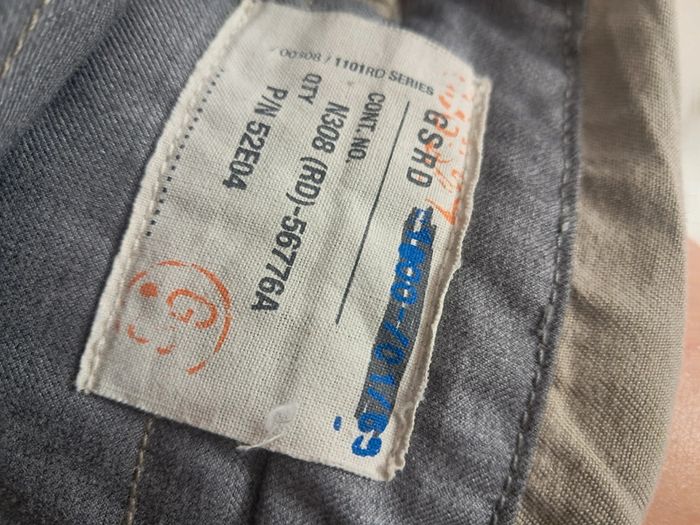 00308 / 1101RD SERIES
GSRD
CONT. NO.
N308 (RD)-56776A
QTY
P/N 52E04
G